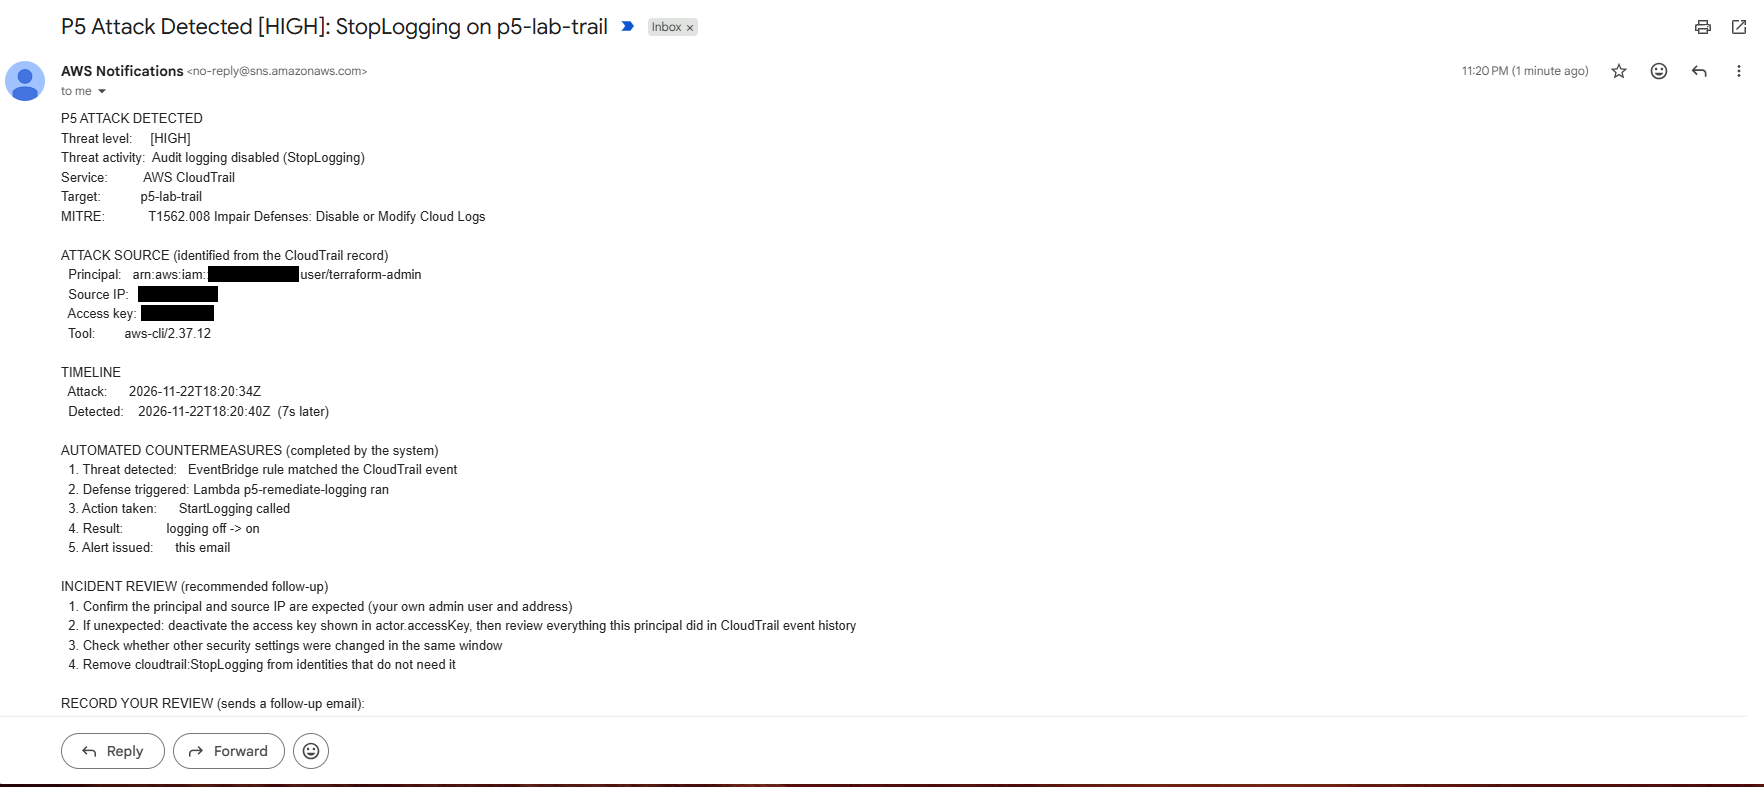 P5 Attack Detected [HIGH]: StopLogging on p5-lab-trail Inbox ×
AWS Notifications <no-reply@sns.amazonaws.com> 11:20 PM (1 minute ago)
to me
P5 ATTACK DETECTED
Threat level: [HIGH]
Threat activity: Audit logging disabled (StopLogging)
Service: AWS CloudTrail
Target: p5-lab-trail
MITRE: T1562.008 Impair Defenses: Disable or Modify Cloud Logs
ATTACK SOURCE (identified from the CloudTrail record)
Principal: arn:aws:iam: user/terraform-admin
Source IP:
Access key:
Tool: aws-cli/2.37.12
TIMELINE
Attack: 2026-11-22T18:20:34Z
Detected: 2026-11-22T18:20:40Z (7s later)
AUTOMATED COUNTERMEASURES (completed by the system)
1. Threat detected: EventBridge rule matched the CloudTrail event
2. Defense triggered: Lambda p5-remediate-logging ran
3. Action taken: StartLogging called
4. Result: logging off -> on
5. Alert issued: this email
INCIDENT REVIEW (recommended follow-up)
1. Confirm the principal and source IP are expected (your own admin user and address)
2. If unexpected: deactivate the access key shown in actor.accessKey, then review everything this principal did in CloudTrail event history
3. Check whether other security settings were changed in the same window
4. Remove cloudtrail:StopLogging from identities that do not need it
RECORD YOUR REVIEW (sends a follow-up email):
Reply Forward